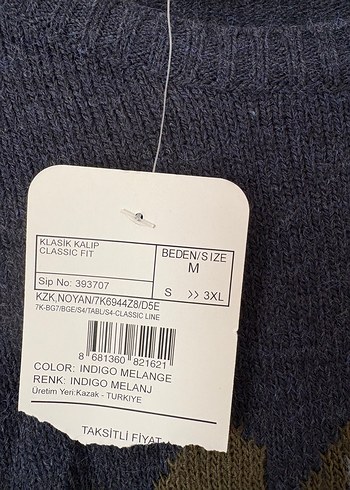 KLASİK KALIP
CLASSIC FIT
BEDEN/SIZE
M
Sip No: 393707
S >> 3XL
KZK,NOYAN/7K6944Z8/D5E
7K-BG7/BGE/S4/TABL/S4-CLASSIC LINE
8 681360 821621
COLOR: INDIGO MELANGE
RENK: INDIGO MELANJ
Üretim Yeri:Kazak - TURKIYE
TAKSİTLİ FİYAT